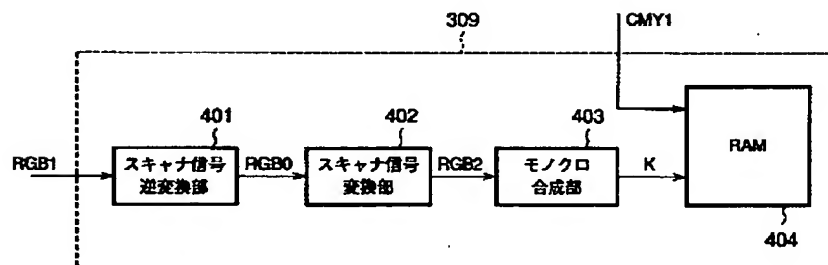 309
CMY1
401
402
403
RGB1
スキャナ信号
逆変換部
RGB0
スキャナ信号
変換部
RGB2
モノクロ
合成部
K
RAM
404